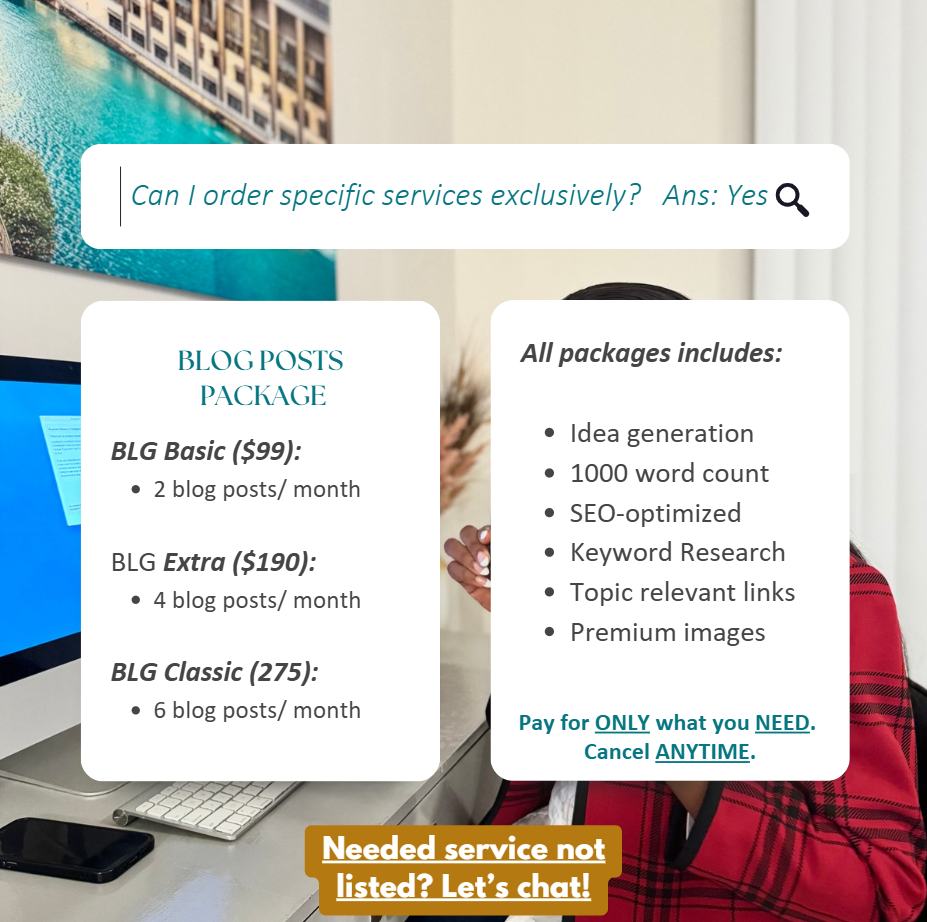 Can I order specific services exclusively? Ans: Yes
BLOG POSTS
PACKAGE
BLG Basic ($99):
• 2 blog posts/ month
BLG Extra ($190):
• 4 blog posts/ month
BLG Classic (275):
• 6 blog posts/ month
All packages includes:
• Idea generation
• 1000 word count
• SEO-optimized
• Keyword Research
• Topic relevant links
• Premium images
Pay for ONLY what you NEED.
Cancel ANYTIME.
Needed service not
listed? Let’s chat!